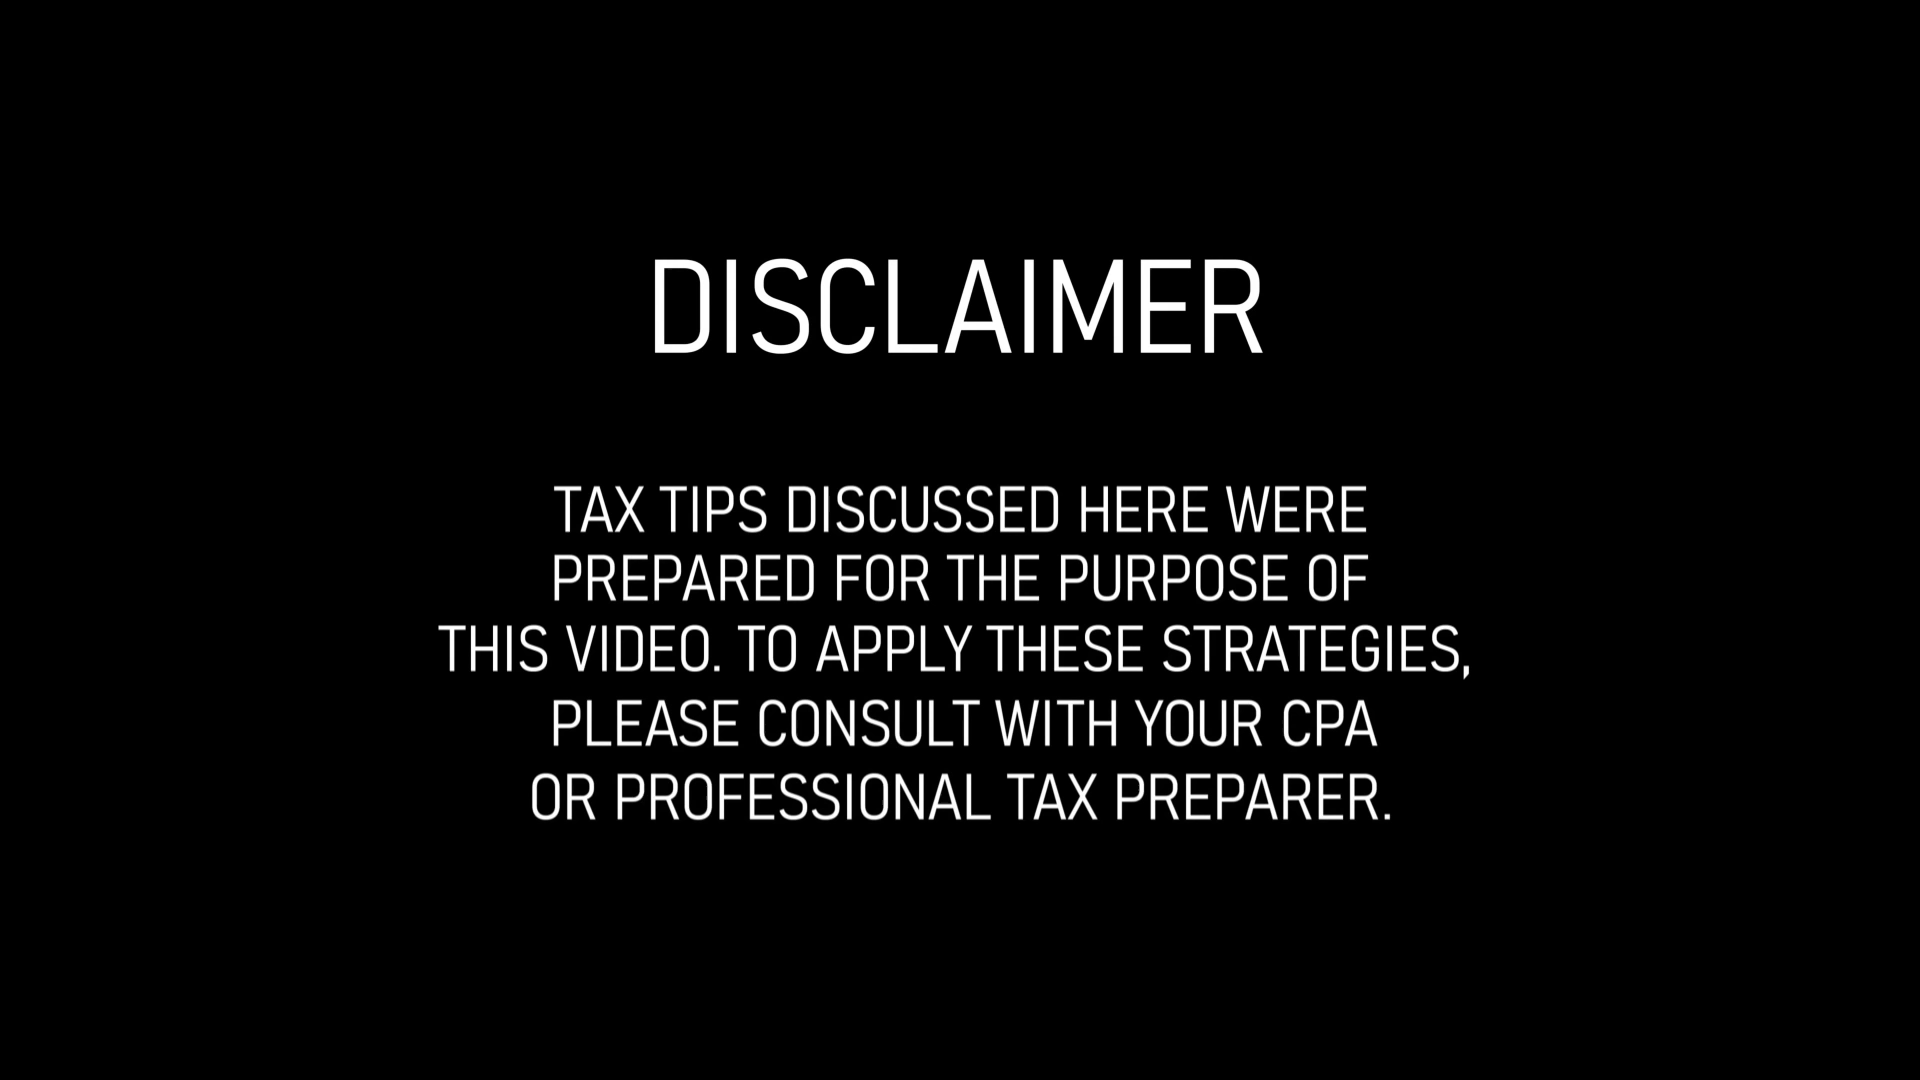 DISCLAIMER
TAX TIPS DISCUSSED HERE WERE
PREPARED FOR THE PURPOSE OF
THIS VIDEO. TO APPLY THESE STRATEGIES,
PLEASE CONSULT WITH YOUR CPA
OR PROFESSIONAL TAX PREPARER.